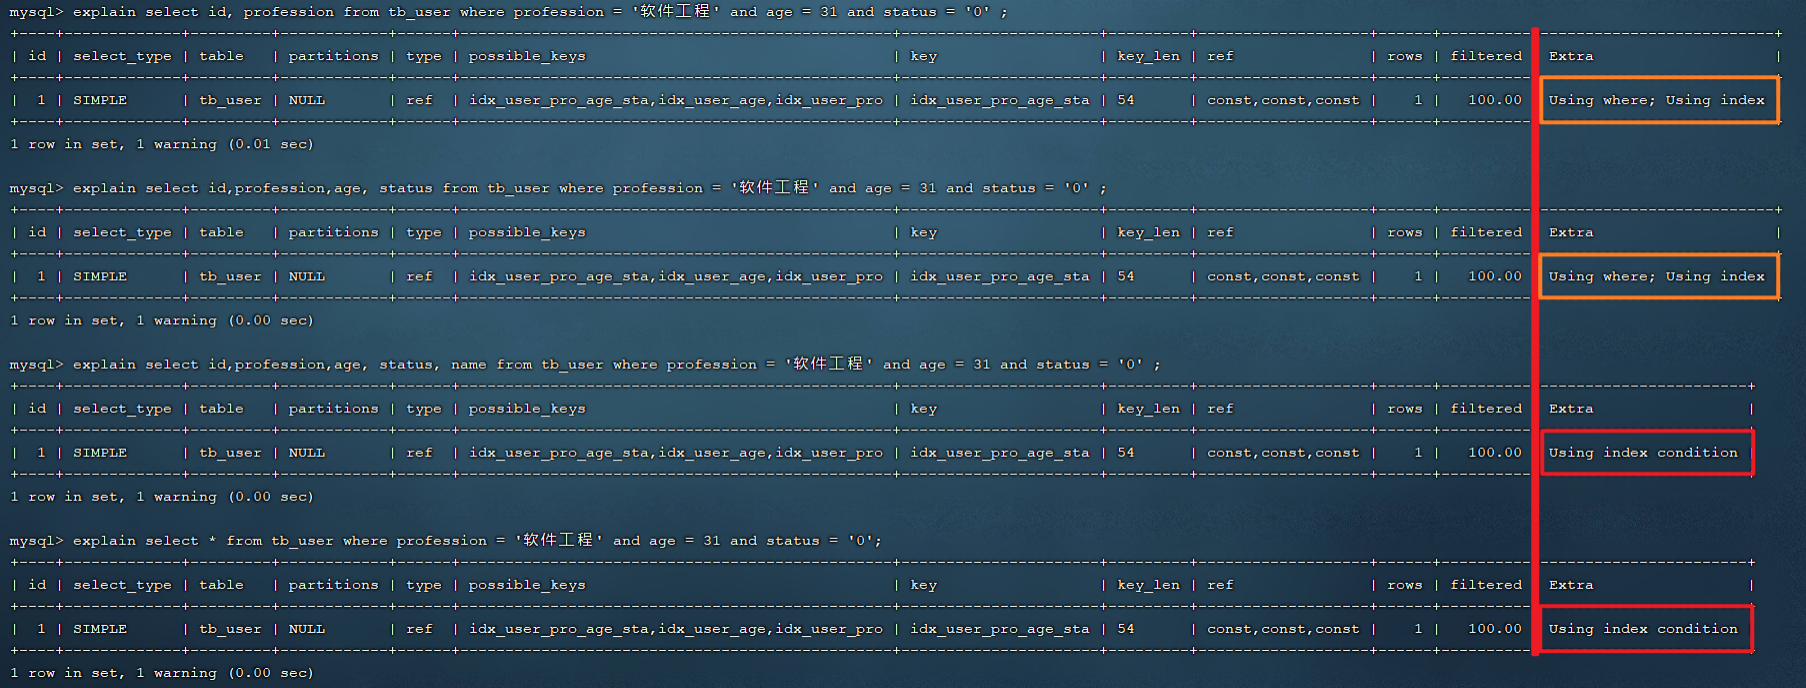 mysql> explain select id, profession from tb_user where profession = '软件工程' and age = 31 and status = '0' ;
+----+-------------+---------+------------+------+------------------------------------------------+----------------------+---------+-------------------+------+----------+--------------------------+
| id | select_type | table   | partitions | type | possible_keys                                  | key                  | key_len | ref               | rows | filtered | Extra                    |
+----+-------------+---------+------------+------+------------------------------------------------+----------------------+---------+-------------------+------+----------+--------------------------+
|  1 | SIMPLE      | tb_user | NULL       | ref  | idx_user_pro_age_sta,idx_user_age,idx_user_pro | idx_user_pro_age_sta | 54      | const,const,const |    1 |   100.00 | Using where; Using index |
+----+-------------+---------+------------+------+------------------------------------------------+----------------------+---------+-------------------+------+----------+--------------------------+
1 row in set, 1 warning (0.01 sec)
mysql> explain select id,profession,age, status from tb_user where profession = '软件工程' and age = 31 and status = '0' ;
+----+-------------+---------+------------+------+------------------------------------------------+----------------------+---------+-------------------+------+----------+--------------------------+
| id | select_type | table   | partitions | type | possible_keys                                  | key                  | key_len | ref               | rows | filtered | Extra                    |
+----+-------------+---------+------------+------+------------------------------------------------+----------------------+---------+-------------------+------+----------+--------------------------+
|  1 | SIMPLE      | tb_user | NULL       | ref  | idx_user_pro_age_sta,idx_user_age,idx_user_pro | idx_user_pro_age_sta | 54      | const,const,const |    1 |   100.00 | Using where; Using index |
+----+-------------+---------+------------+------+------------------------------------------------+----------------------+---------+-------------------+------+----------+--------------------------+
1 row in set, 1 warning (0.00 sec)
mysql> explain select id,profession,age, status, name from tb_user where profession = '软件工程' and age = 31 and status = '0' ;
+----+-------------+---------+------------+------+------------------------------------------------+----------------------+---------+-------------------+------+----------+-----------------------+
| id | select_type | table   | partitions | type | possible_keys                                  | key                  | key_len | ref               | rows | filtered | Extra                 |
+----+-------------+---------+------------+------+------------------------------------------------+----------------------+---------+-------------------+------+----------+-----------------------+
|  1 | SIMPLE      | tb_user | NULL       | ref  | idx_user_pro_age_sta,idx_user_age,idx_user_pro | idx_user_pro_age_sta | 54      | const,const,const |    1 |   100.00 | Using index condition |
+----+-------------+---------+------------+------+------------------------------------------------+----------------------+---------+-------------------+------+----------+-----------------------+
1 row in set, 1 warning (0.00 sec)
mysql> explain select * from tb_user where profession = '软件工程' and age = 31 and status = '0';
+----+-------------+---------+------------+------+------------------------------------------------+----------------------+---------+-------------------+------+----------+-----------------------+
| id | select_type | table   | partitions | type | possible_keys                                  | key                  | key_len | ref               | rows | filtered | Extra                 |
+----+-------------+---------+------------+------+------------------------------------------------+----------------------+---------+-------------------+------+----------+-----------------------+
|  1 | SIMPLE      | tb_user | NULL       | ref  | idx_user_pro_age_sta,idx_user_age,idx_user_pro | idx_user_pro_age_sta | 54      | const,const,const |    1 |   100.00 | Using index condition |
+----+-------------+---------+------------+------+------------------------------------------------+----------------------+---------+-------------------+------+----------+-----------------------+
1 row in set, 1 warning (0.00 sec)